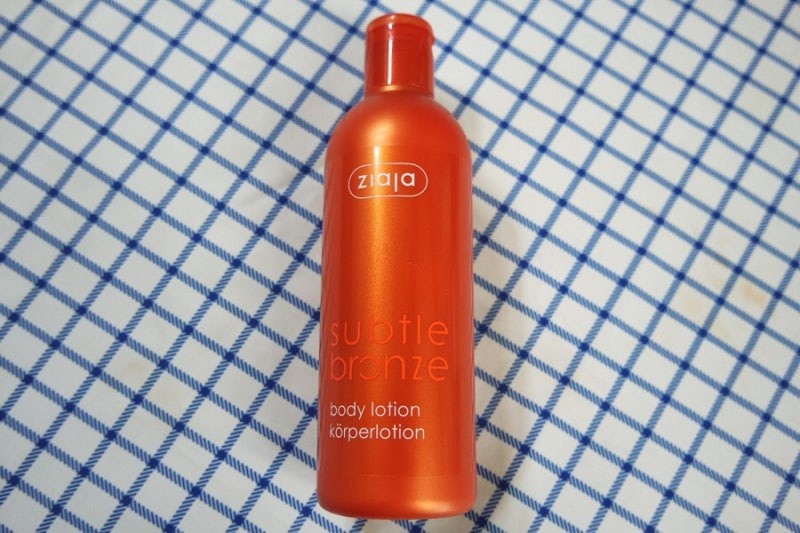 ziaja
subtle
bronze
body lotion
körperlotion